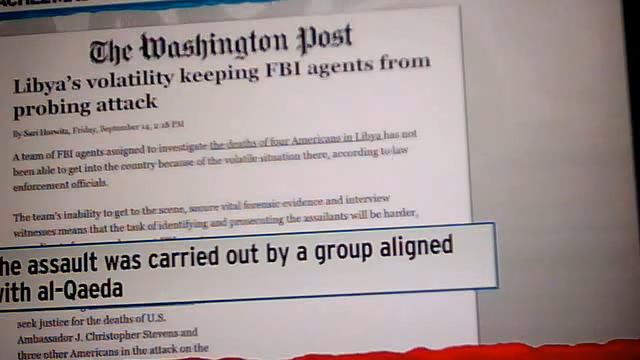 The Washington Post
Libya's volatility keeping FBI agents from
probing attack
By Sari Horwitz, Friday, September 14, 2:18 PM
A team of FBI agents assigned to investigate the deaths of four Americans in Libya has not
been able to get into the country because of the volatile situation there, according to law
enforcement officials.
The team's inability to get to the scene, secure vital forensic evidence and interview
witnesses means that the task of identifying and prosecuting the assailants will be harder,
he assault was carried out by a group aligned
with al-Qaeda
seek justice for the deaths of U.S.
Ambassador J. Christopher Stevens and
three other Americans in the attack on the